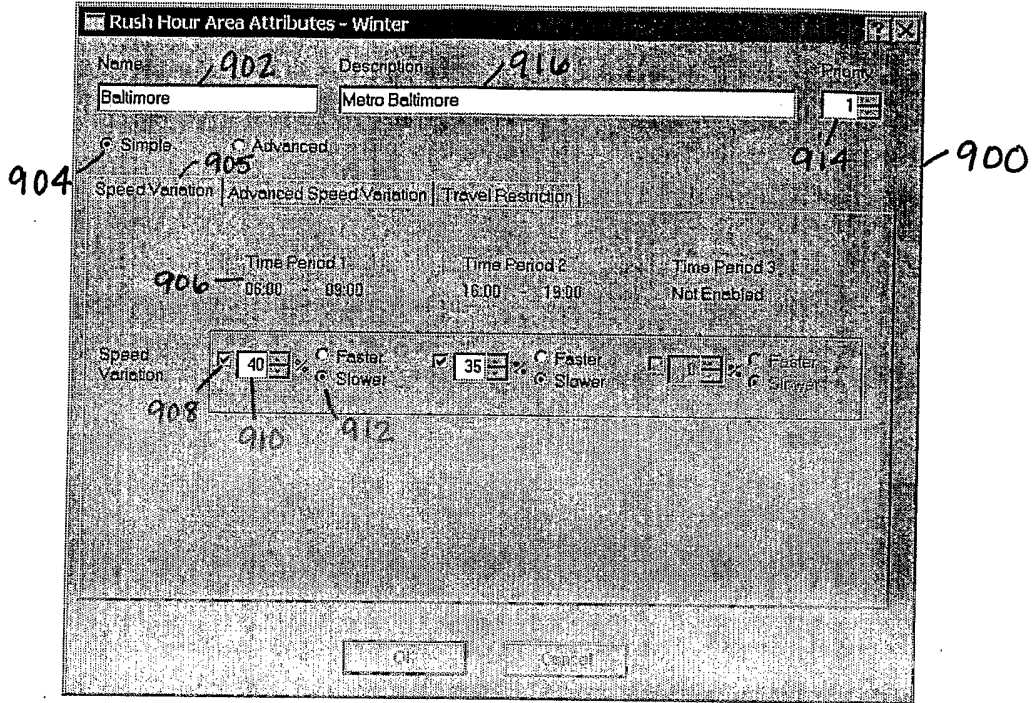 Rush Hour Area Attributes - Winter ? X
Name 902 Description 916 Priority
Baltimore Metro Baltimore 1
Simple Advanced 914 900
904 905
Speed Variation Advanced Speed Variation Travel Restriction
Time Period 1 Time Period 2 Time Period 3
906 06:00 - 09:00 16:00 - 19:00 Not Enabled
Speed Variation 40 % Faster Slower 35 % Faster Slower 0 % Faster Slower
908 910 912
OK Cancel